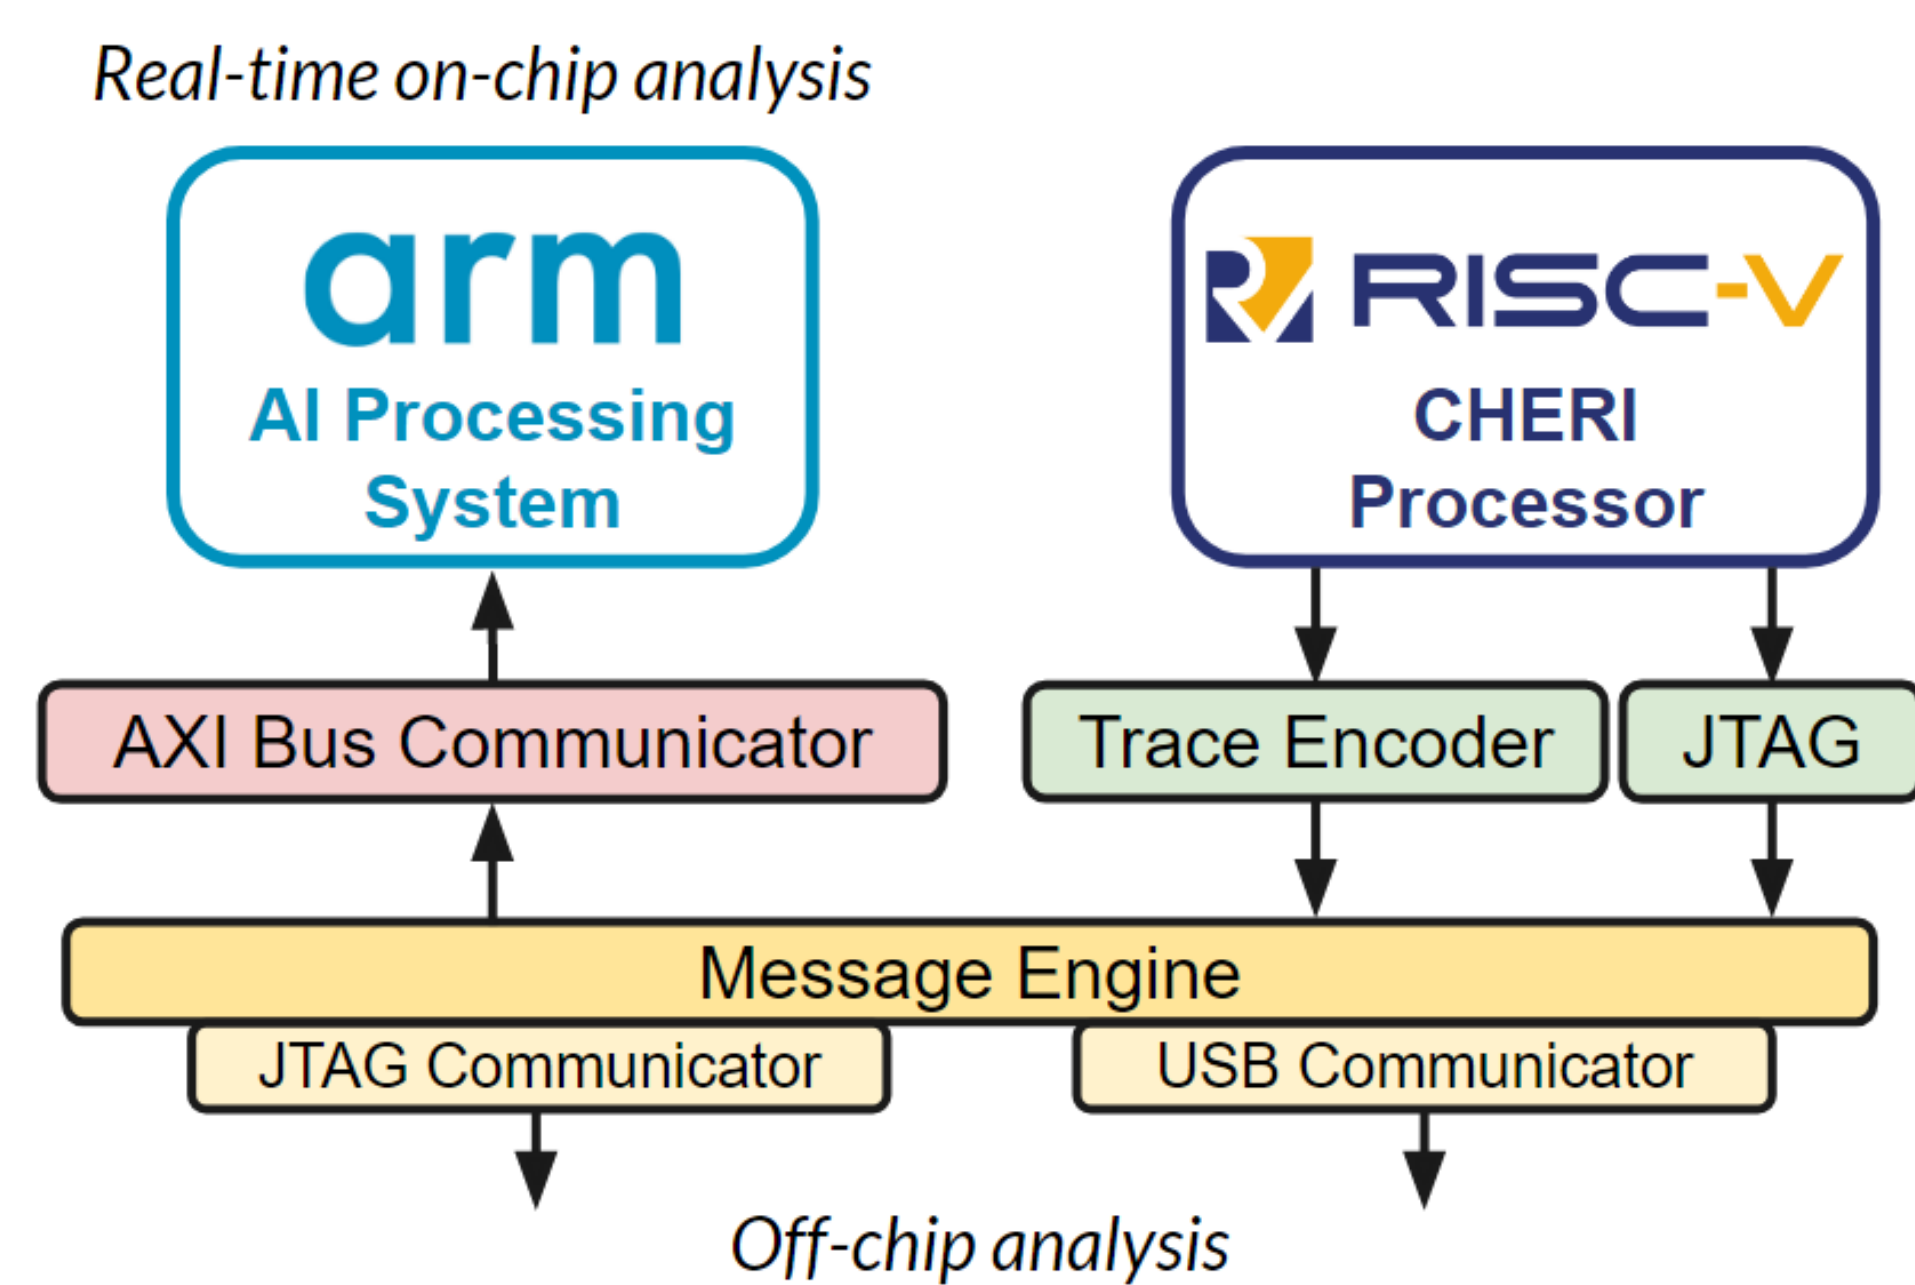 Real-time on-chip analysis
arm
AI Processing
System
RISC-V
CHERI
Processor
AXI Bus Communicator
Trace Encoder
JTAG
Message Engine
JTAG Communicator
USB Communicator
Off-chip analysis